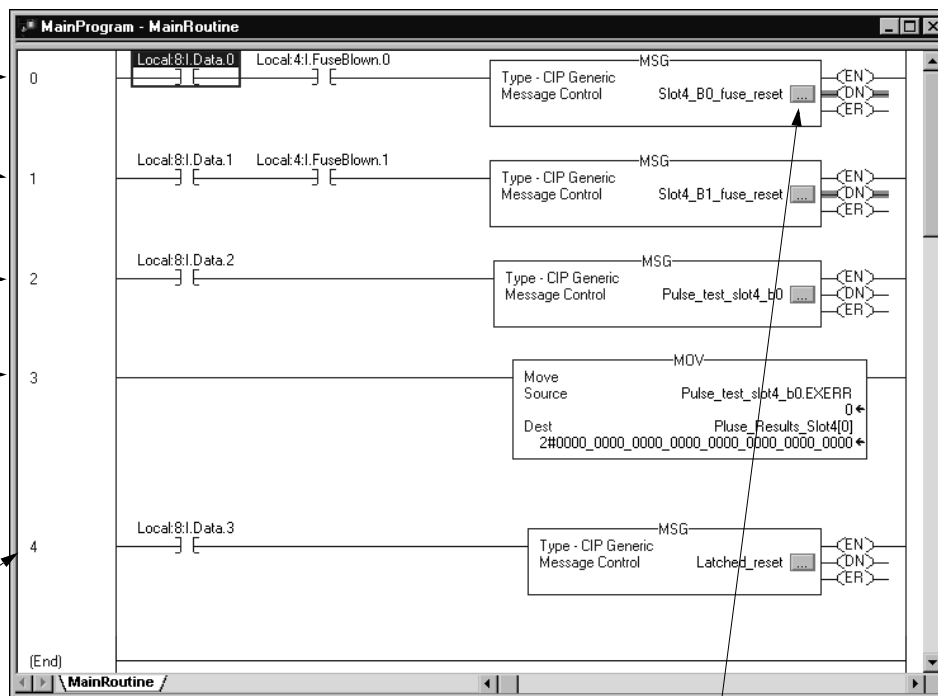 MainProgram - MainRoutine
0
Local:8:I.Data.0 Local:4:I.FuseBlown.0
MSG
Type - CIP Generic
Message Control Slot4_B0_fuse_reset ...
EN
DN
ER
1
Local:8:I.Data.1 Local:4:I.FuseBlown.1
MSG
Type - CIP Generic
Message Control Slot4_B1_fuse_reset ...
EN
DN
ER
2
Local:8:I.Data.2
MSG
Type - CIP Generic
Message Control Pulse_test_slot4_b0 ...
EN
DN
ER
3
MOV
Move
Source Pulse_test_slot4_b0.EXERR
0
Dest Pluse_Results_Slot4[0]
2#0000_0000_0000_0000_0000_0000_0000_0000
4
Local:8:I.Data.3
MSG
Type - CIP Generic
Message Control Latched_reset ...
EN
DN
ER
(End)
MainRoutine